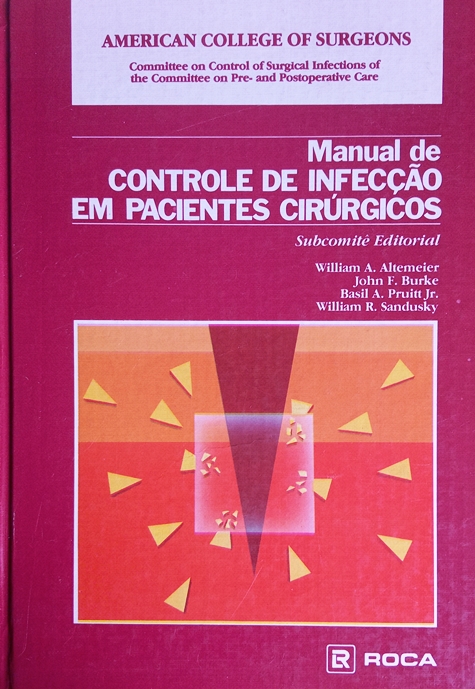 AMERICAN COLLEGE OF SURGEONS
Committee on Control of Surgical Infections of
the Committee on Pre- and Postoperative Care
Manual de
CONTROLE DE INFECÇÃO
EM PACIENTES CIRÚRGICOS
Subcomitê Editorial
William A. Altemeier
John F. Burke
Basil A. Pruitt Jr.
William R. Sandusky
ROCA